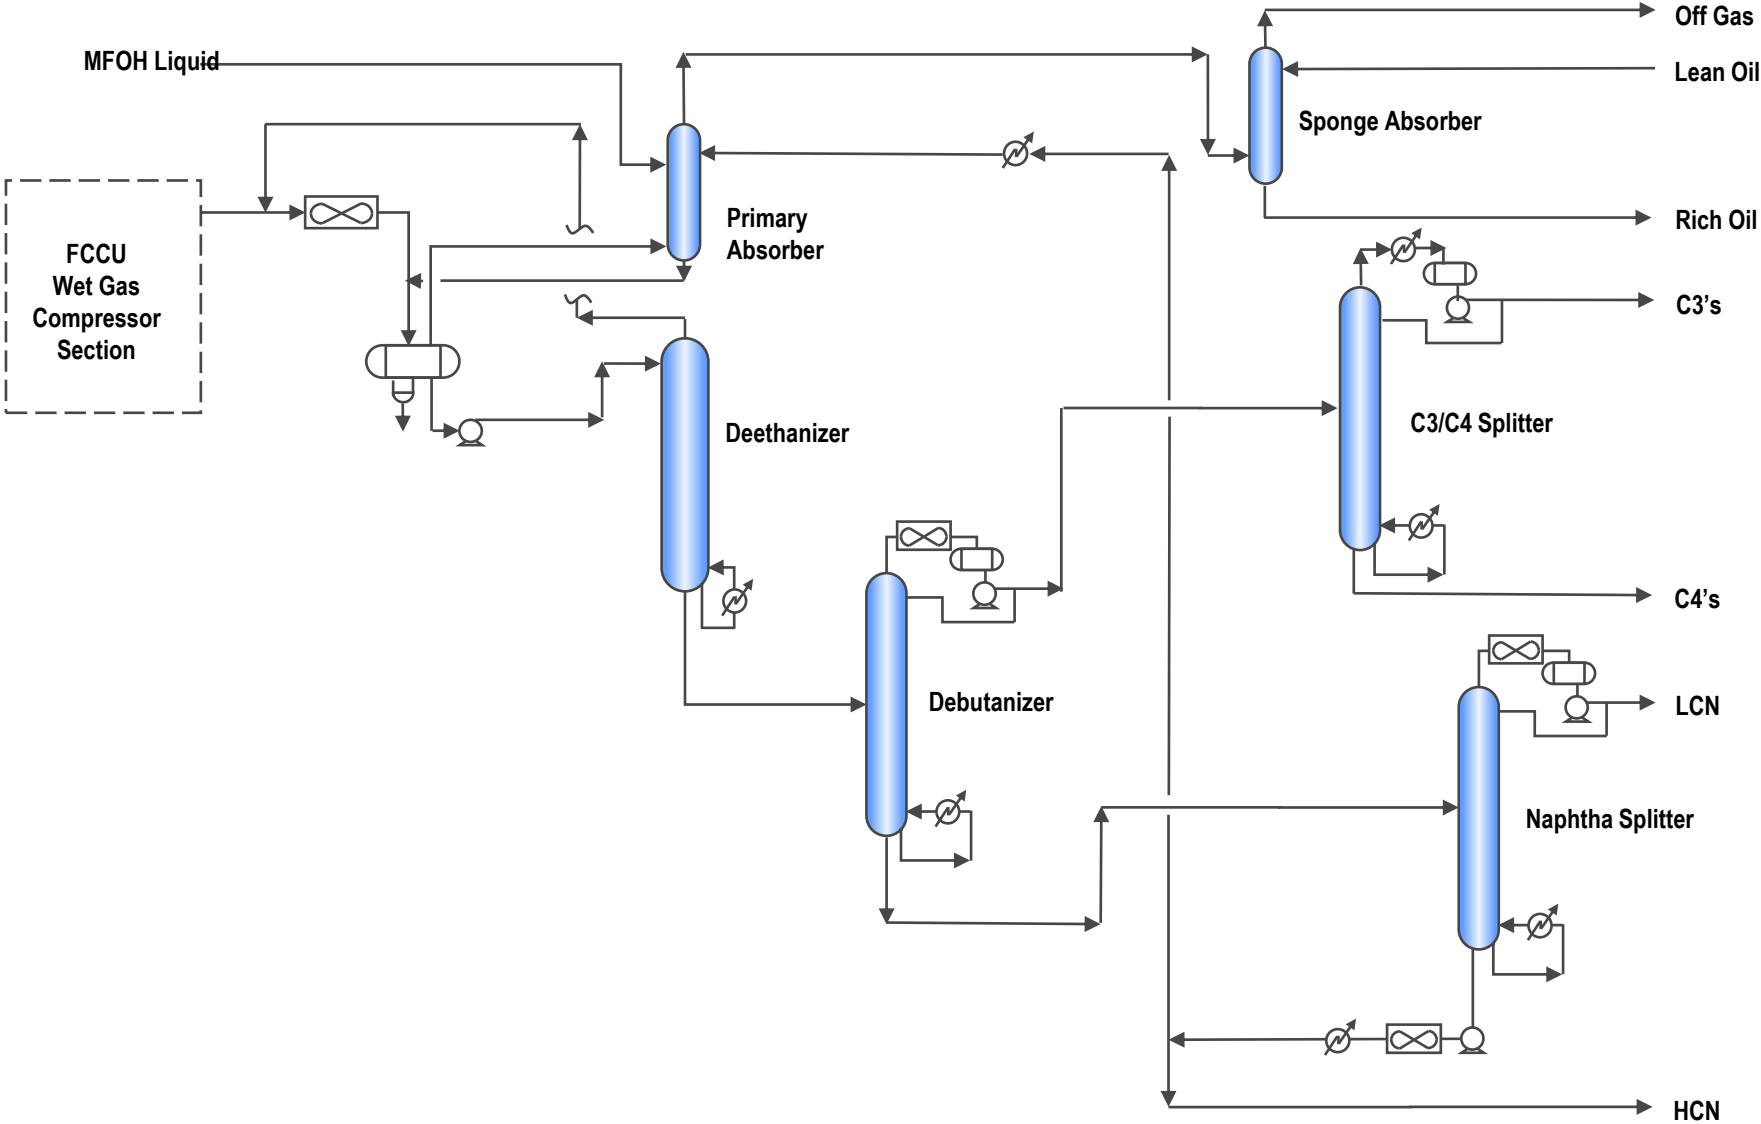 Off Gas
MFOH Liquid
Lean Oil
Sponge Absorber
Primary
Absorber
Rich Oil
FCCU
Wet Gas
Compressor
Section
C3's
C3/C4 Splitter
Deethanizer
C4's
Debutanizer
LCN
Naphtha Splitter
HCN